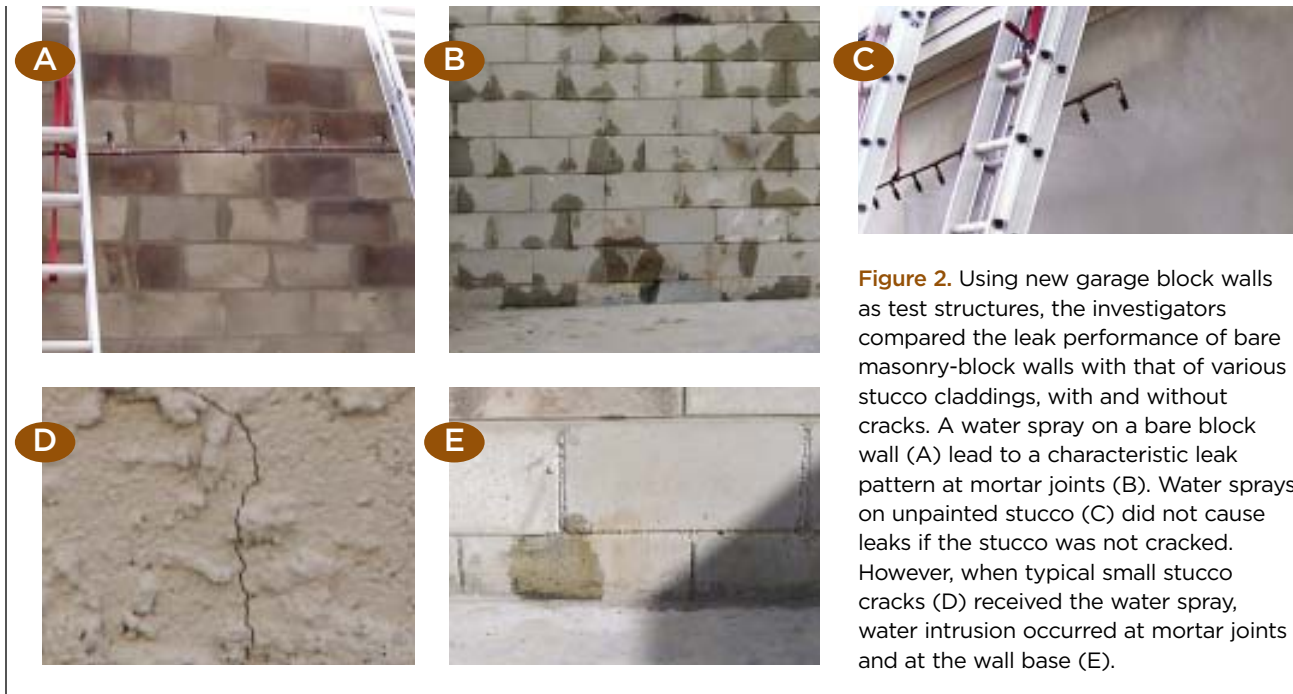 A
B
C
D
E
Figure 2. Using new garage block walls
as test structures, the investigators
compared the leak performance of bare
masonry-block walls with that of various
stucco claddings, with and without
cracks. A water spray on a bare block
wall (A) lead to a characteristic leak
pattern at mortar joints (B). Water sprays
on unpainted stucco (C) did not cause
leaks if the stucco was not cracked.
However, when typical small stucco
cracks (D) received the water spray,
water intrusion occurred at mortar joints
and at the wall base (E).